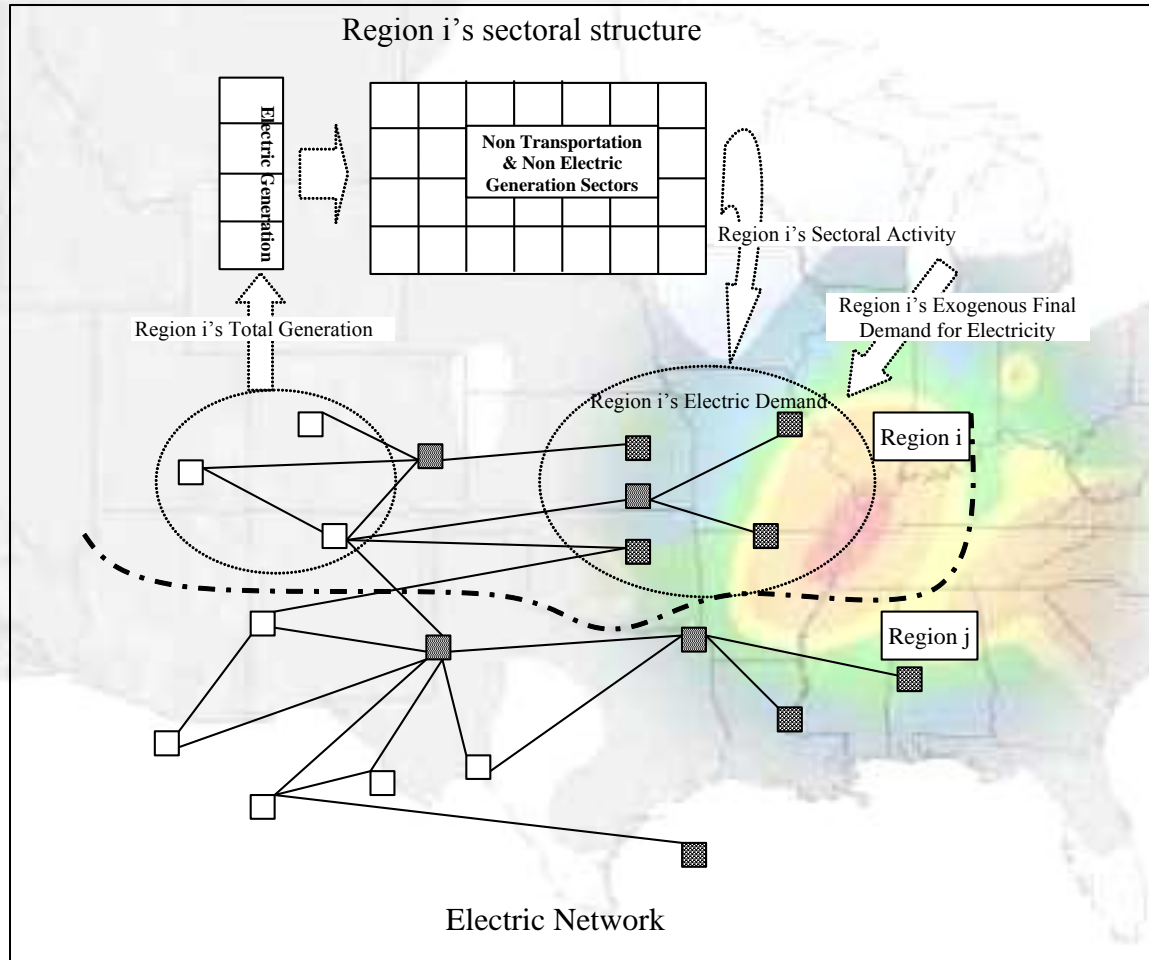 Region i's sectoral structure
Electric Generation
Non Transportation
& Non Electric
Generation Sectors
Region i's Sectoral Activity
Region i's Total Generation
Region i's Exogenous Final
Demand for Electricity
Region i's Electric Demand
Region i
Region j
Electric Network